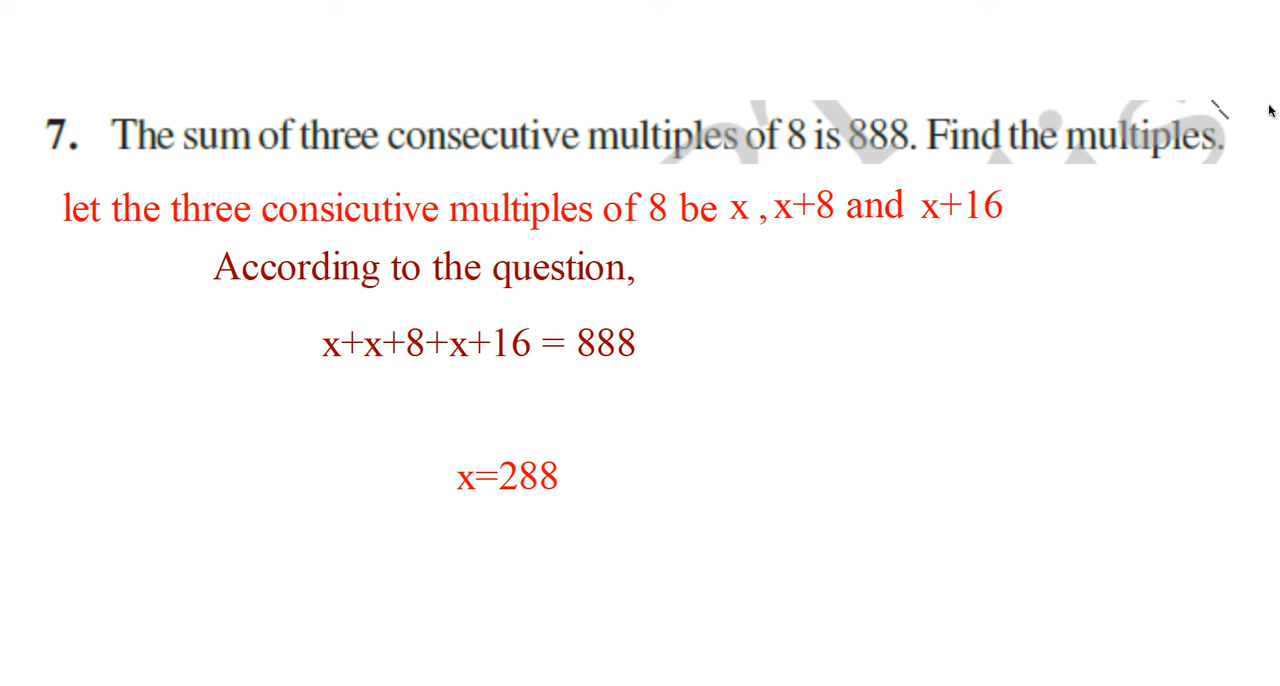 7. The sum of three consecutive multiples of 8 is 888. Find the multiples.
let the three consicutive multiples of 8 be x , x+8 and x+16
According to the question,
x+x+8+x+16 = 888
x=288